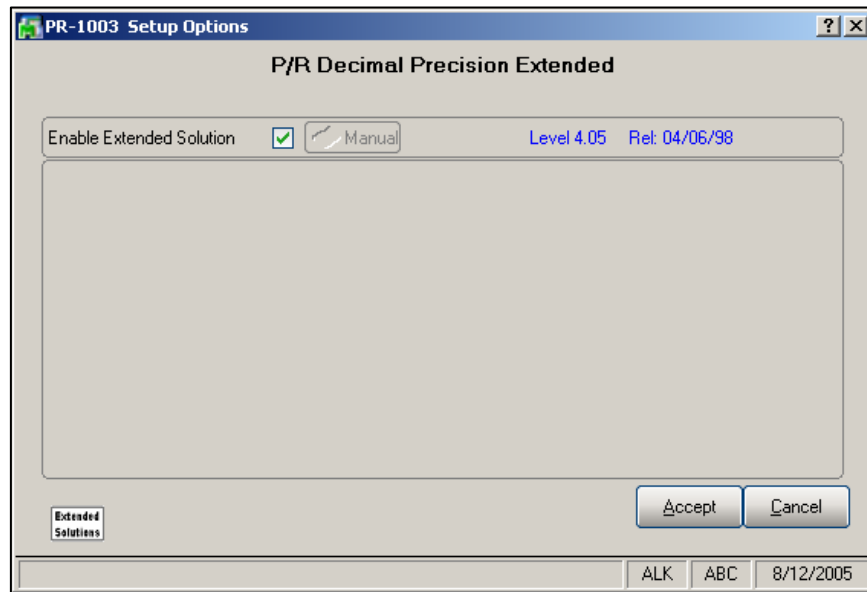 PR-1003 Setup Options
P/R Decimal Precision Extended
Enable Extended Solution Manual Level 4.05 Rel: 04/06/98
Accept Cancel
Extended
Solutions
ALK ABC 8/12/2005